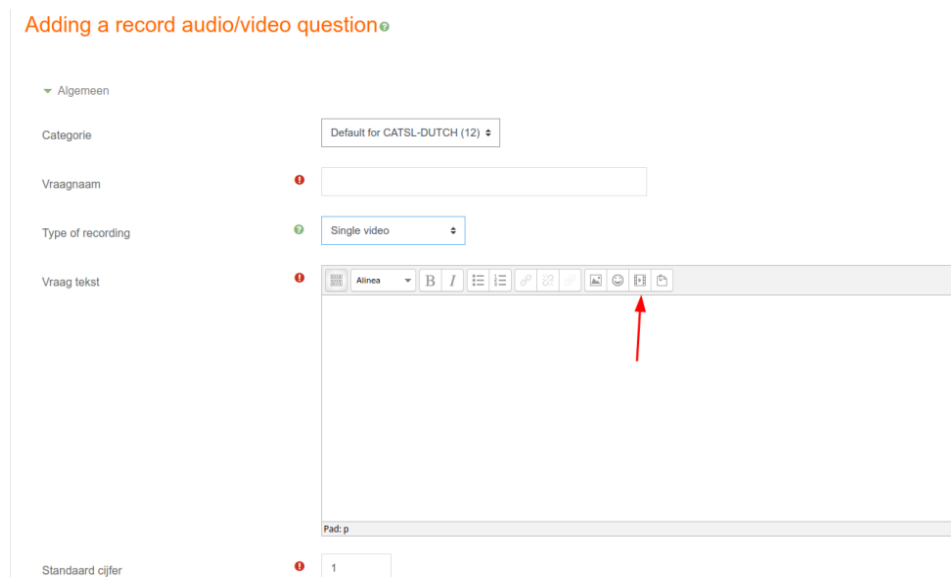 Adding a record audio/video question
Algemeen
Categorie
Default for CATSL-DUTCH (12)
Vraagnaam
Type of recording
Single video
Vraag tekst
Alinea
B I
Pad: p
Standaard cijfer
1